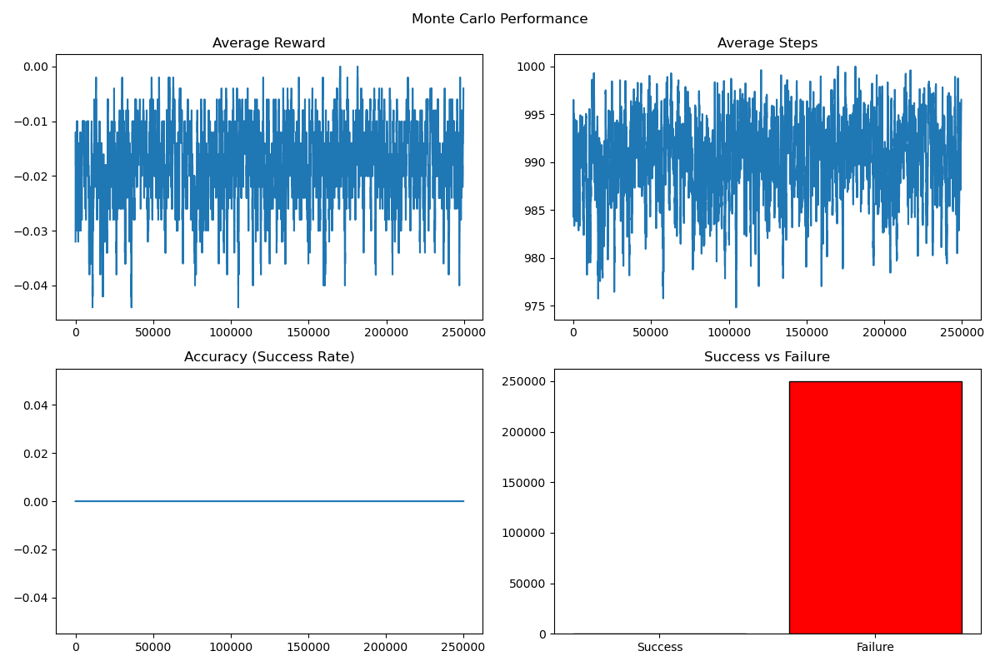 Monte Carlo Performance
Average Reward
0.00
−0.01
−0.02
−0.03
−0.04
0 50000 100000 150000 200000 250000
Average Steps
1000
995
990
985
980
975
0 50000 100000 150000 200000 250000
Accuracy (Success Rate)
0.04
0.02
0.00
−0.02
−0.04
0 50000 100000 150000 200000 250000
Success vs Failure
250000
200000
150000
100000
50000
0
Success Failure